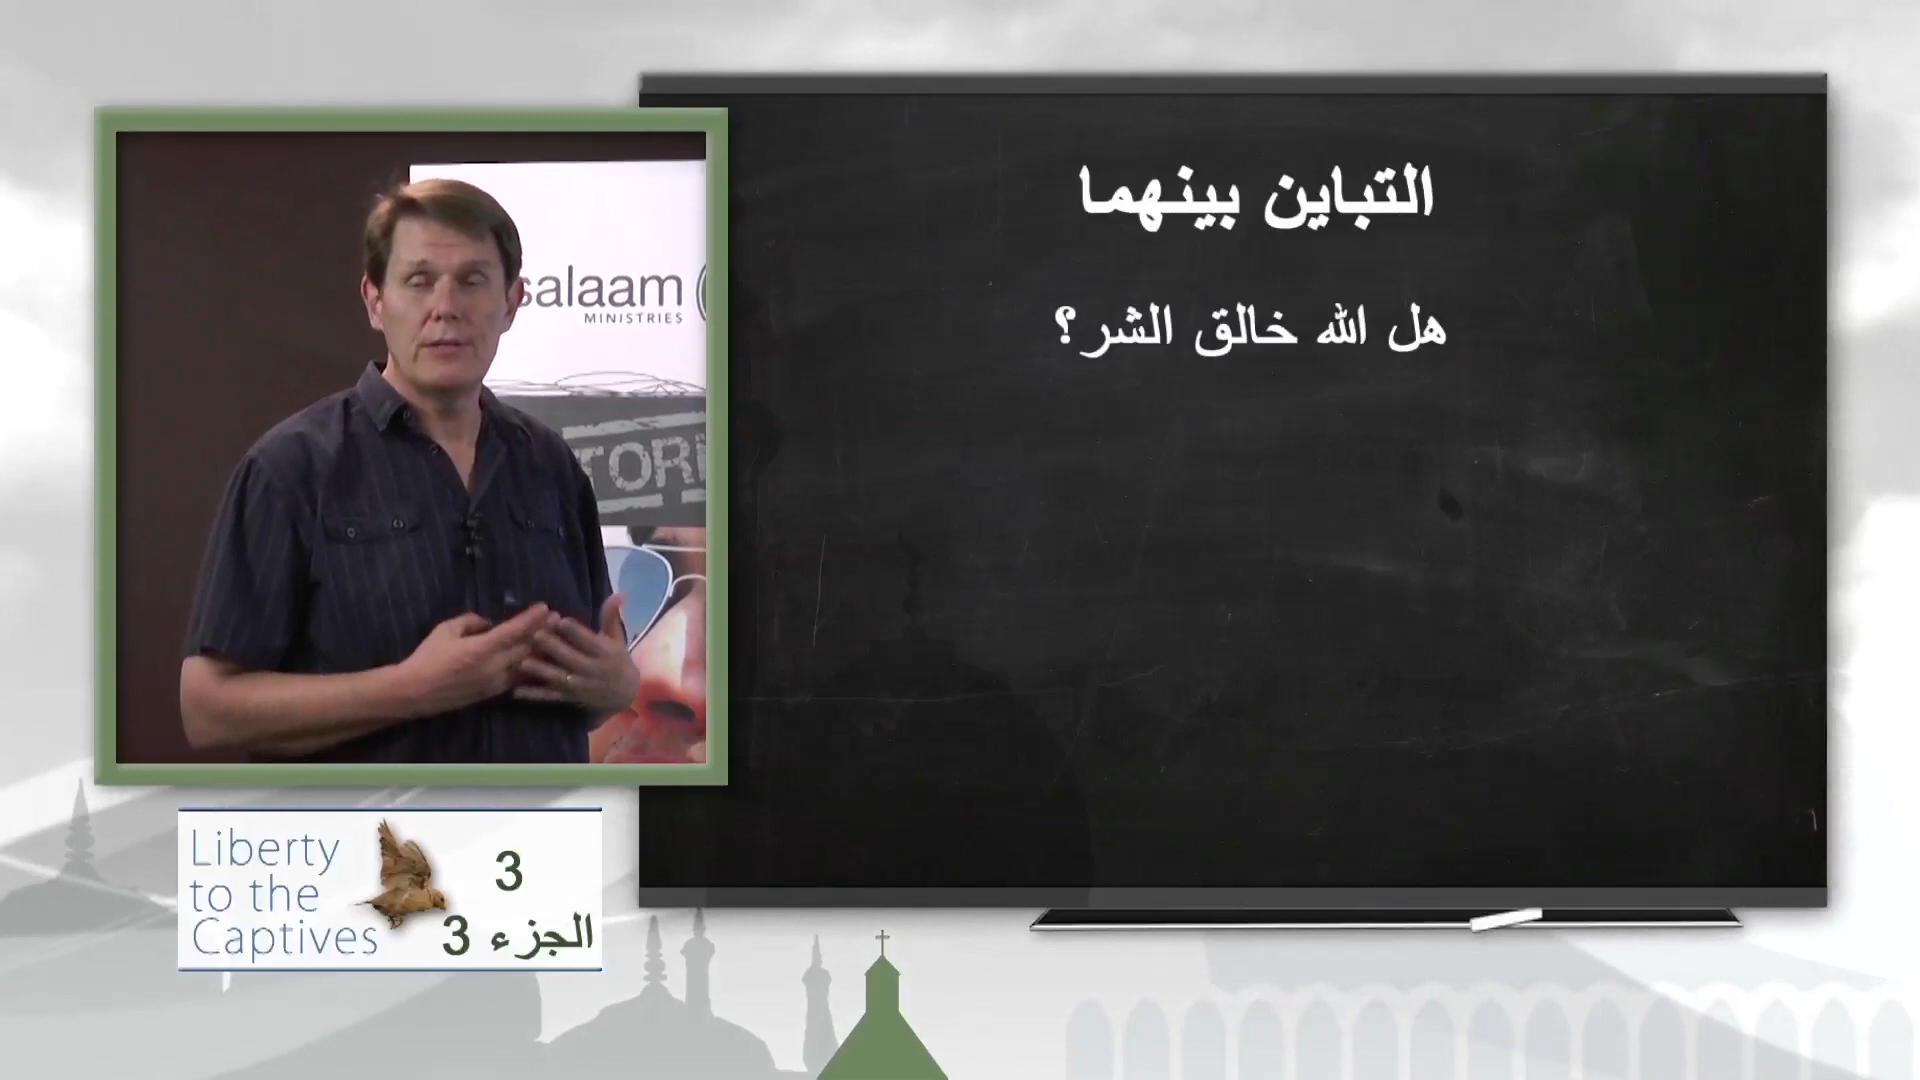 التباين بينهما
هل الله خالق الشر؟
salaam
MINISTRIES
Liberty
to the
Captives
3
الجزء 3